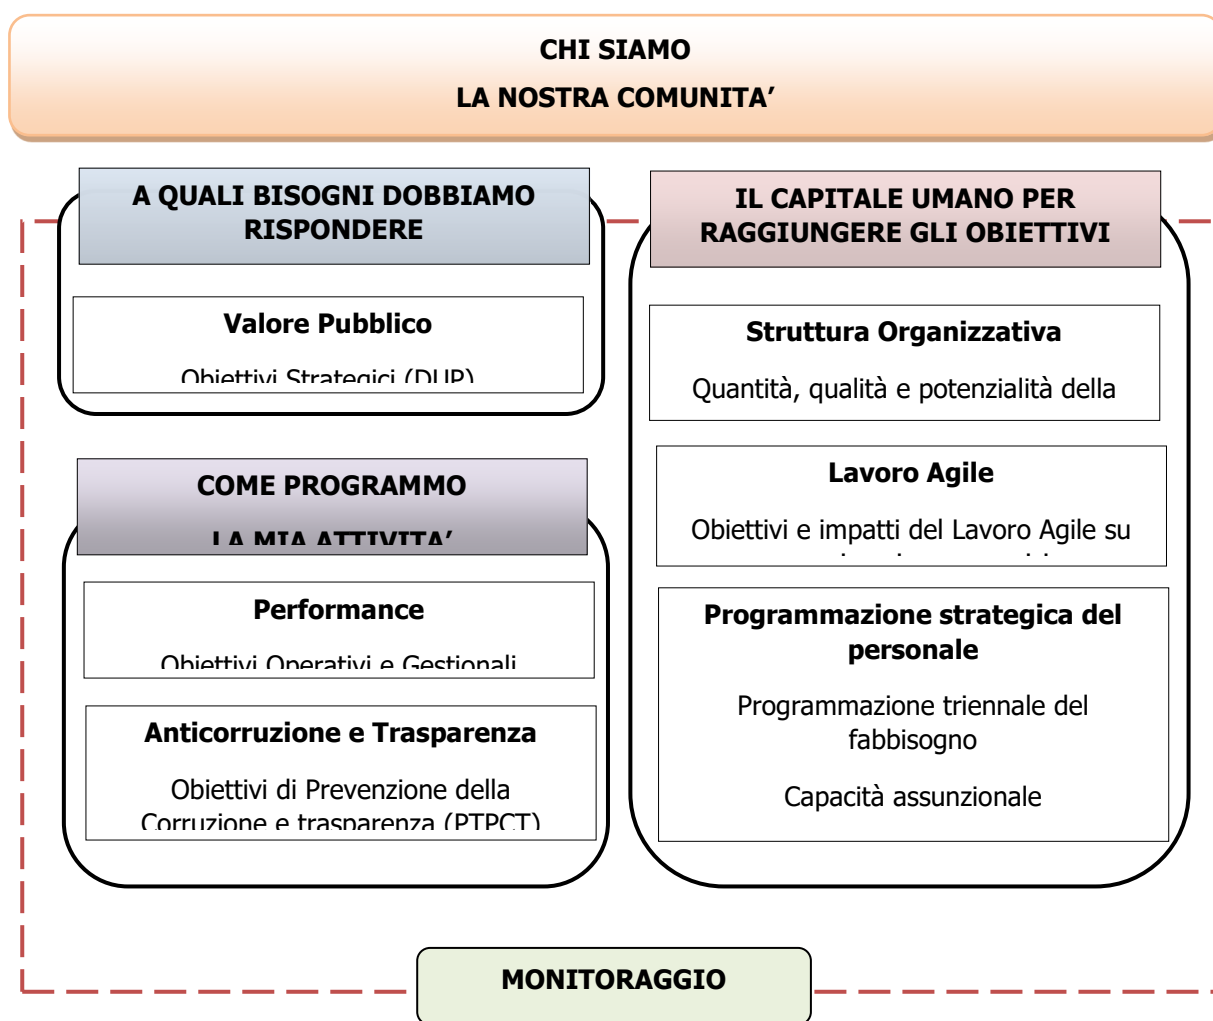 CHI SIAMO
LA NOSTRA COMUNITA’
A QUALI BISOGNI DOBBIAMO
RISPONDERE
Valore Pubblico
Obiettivi Strategici (DUP)
COME PROGRAMMO
LA MIA ATTIVITA’
Performance
Obiettivi Operativi e Gestionali
Anticorruzione e Trasparenza
Obiettivi di Prevenzione della
Corruzione e trasparenza (PTPCT)
IL CAPITALE UMANO PER
RAGGIUNGERE GLI OBIETTIVI
Struttura Organizzativa
Quantità, qualità e potenzialità della
Lavoro Agile
Obiettivi e impatti del Lavoro Agile su
Programmazione strategica del
personale
Programmazione triennale del
fabbisogno
Capacità assunzionale
MONITORAGGIO